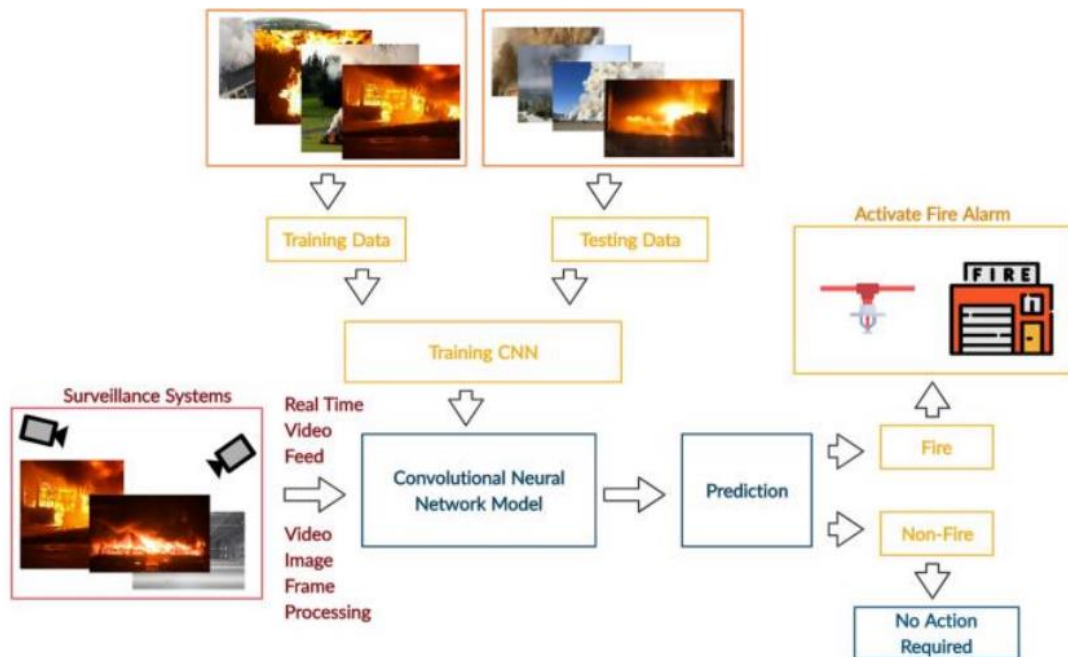 Training Data
Testing Data
Activate Fire Alarm
FIRE
Training CNN
Surveillance Systems
Real Time
Video
Feed
Convolutional Neural
Network Model
Prediction
Fire
Video
Image
Frame
Processing
Non-Fire
No Action
Required